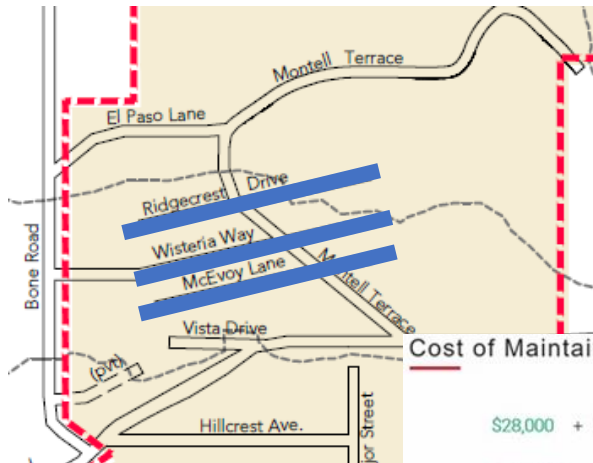 Montell Terrace
El Paso Lane
Ridgecrest Drive
Wisteria Way
McEvoy Lane
Bone Road
Montell Terrace
Vista Drive
(pvt)
Hillcrest Ave.
jor Street
Cost of Maintai
$28,000 +